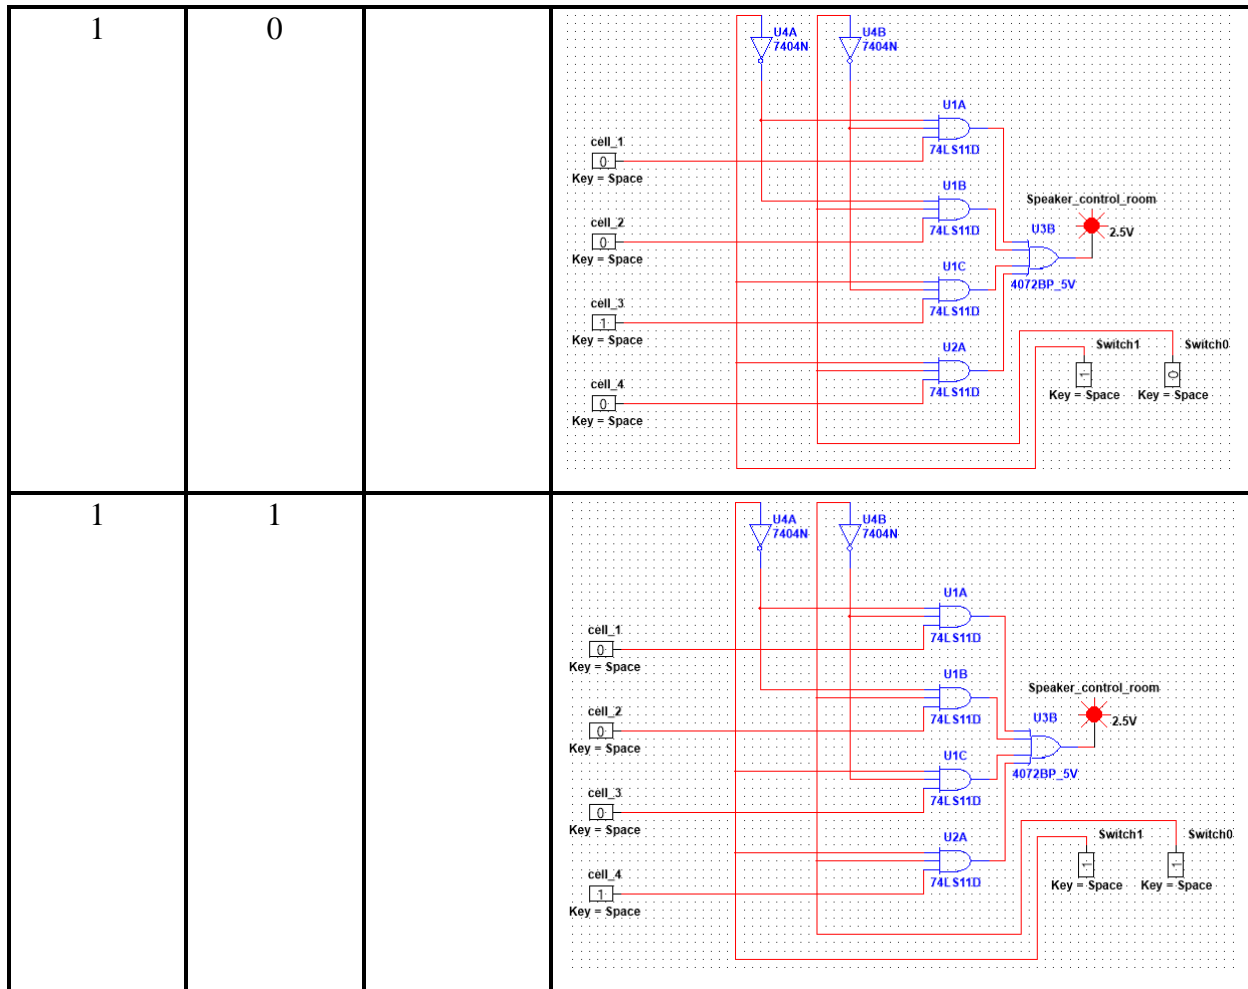 1 0
U4A U4B
7404N 7404N
U1A
cell_1
74LS11D
0
Key = Space
U1B
Speaker_control_room
cell_2
74LS11D
U3B
2.5V
0
Key = Space
U1C
4072BP_5V
cell_3
74LS11D
1
Key = Space
U2A
Switch1 Switch0
cell_4
74LS11D
1 0
0
Key = Space Key = Space
Key = Space
1 1
U4A U4B
7404N 7404N
U1A
cell_1
74LS11D
0
Key = Space
U1B
Speaker_control_room
cell_2
74LS11D
U3B
2.5V
0
Key = Space
U1C
4072BP_5V
cell_3
74LS11D
0
Key = Space
U2A
Switch1 Switch0
cell_4
74LS11D
1 1
1
Key = Space Key = Space
Key = Space